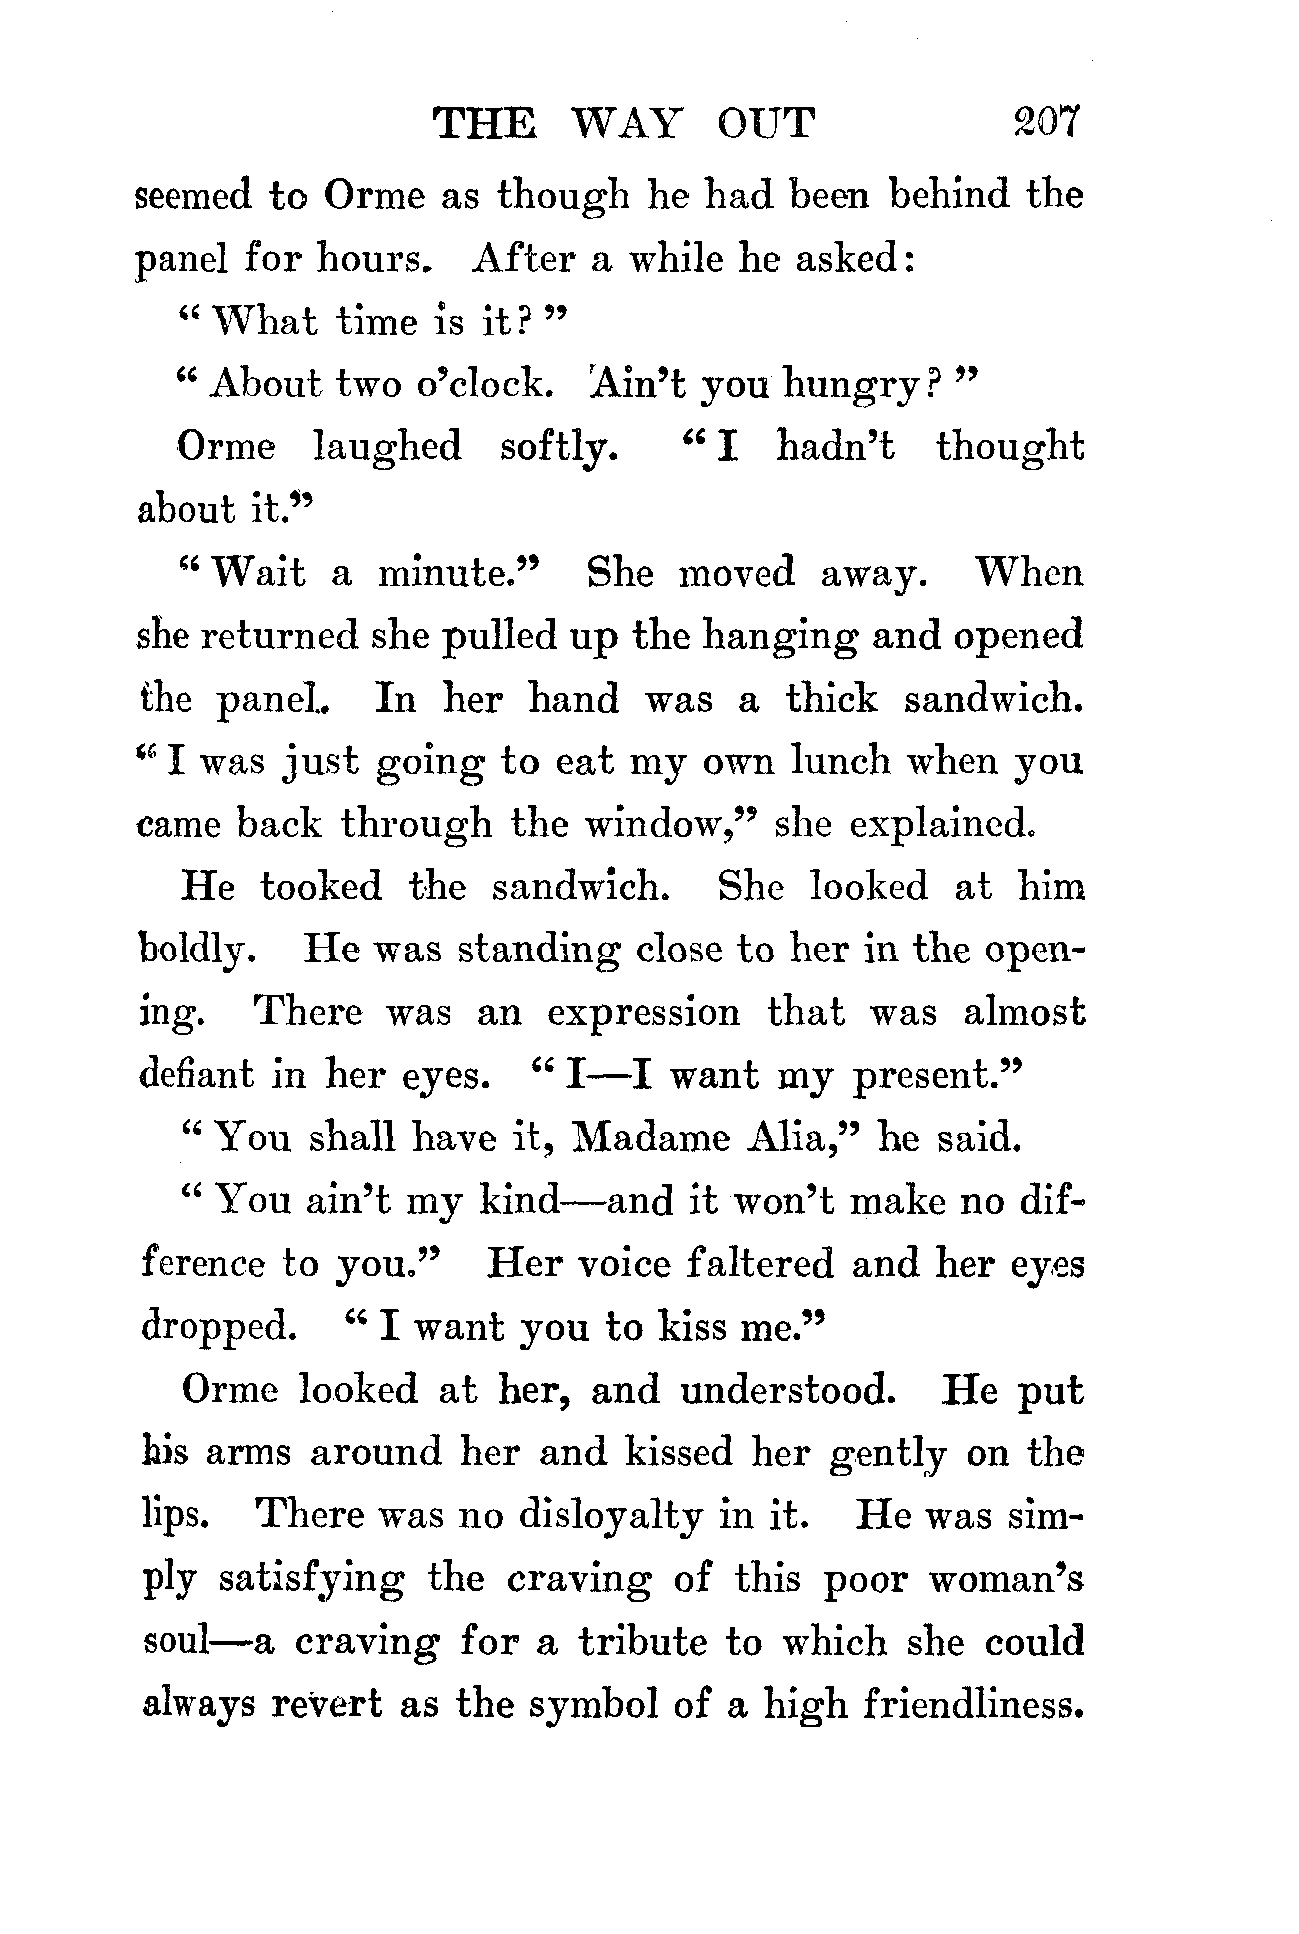 THE WAY OUT 207
seemed to Orme as though he had been behind the
panel for hours. After a while he asked:
“ What time is it? ”
“ About two o’clock. 'Ain’t you hungry? ”
Orme laughed softly. “ I hadn’t thought
about it.”
“ Wait a minute.” She moved away. When
she returned she pulled up the hanging and opened
the panel. In her hand was a thick sandwich.
“ I was just going to eat my own lunch when you
came back through the window,” she explained.
He tooked the sandwich. She looked at him
boldly. He was standing close to her in the open-
ing. There was an expression that was almost
defiant in her eyes. “ I—I want my present.”
“ You shall have it, Madame Alia,” he said.
“ You ain’t my kind—and it won’t make no dif-
ference to you.” Her voice faltered and her eyes
dropped. “ I want you to kiss me.”
Orme looked at her, and understood. He put
his arms around her and kissed her gently on the
lips. There was no disloyalty in it. He was sim-
ply satisfying the craving of this poor woman’s
soul—a craving for a tribute to which she could
always revert as the symbol of a high friendliness.